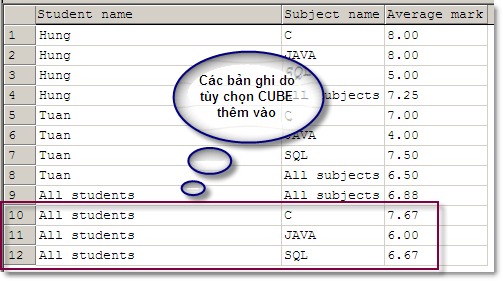 Student name Subject name Average mark
1 Hung C 8.00
2 Hung JAVA 8.00
3 Hung SQL 5.00
4 Hung All subjects 7.25
5 Tuan C 7.00
6 Tuan JAVA 4.00
7 Tuan SQL 7.50
8 Tuan All subjects 6.50
9 All students All subjects 6.88
10 All students C 7.67
11 All students JAVA 6.00
12 All students SQL 6.67
Các bản ghi do
tùy chọn CUBE
thêm vào